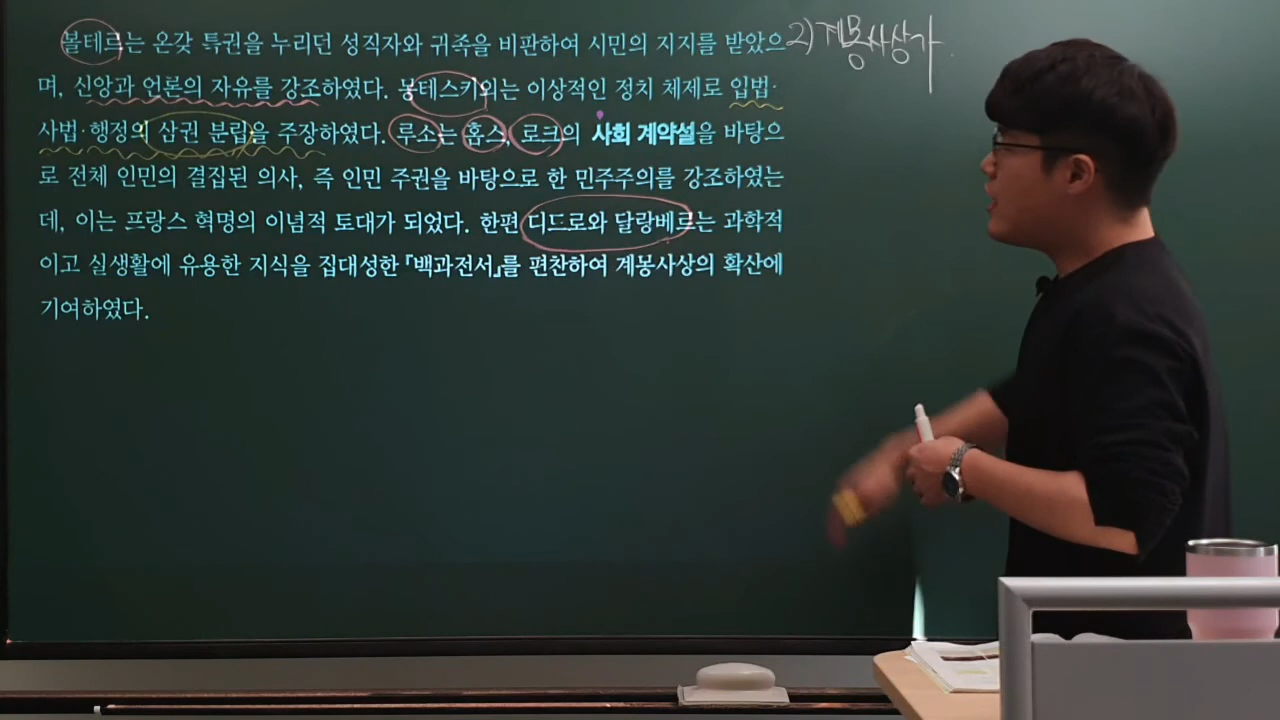 볼테르는 온갖 특권을 누리던 성직자와 귀족을 비판하여 시민의 지지를 받았으
며, 신앙과 언론의 자유를 강조하였다. 몽테스키외는 이상적인 정치 체제로 입법·
사법·행정의 삼권 분립을 주장하였다. 루소는 홉스, 로크의 사회 계약설을 바탕으
로 전체 인민의 결집된 의사, 즉 인민 주권을 바탕으로 한 민주주의를 강조하였는
데, 이는 프랑스 혁명의 이념적 토대가 되었다. 한편 디드로와 달랑베르는 과학적
이고 실생활에 유용한 지식을 집대성한 『백과전서』를 편찬하여 계몽사상의 확산에
기여하였다.
2) 계몽사상가